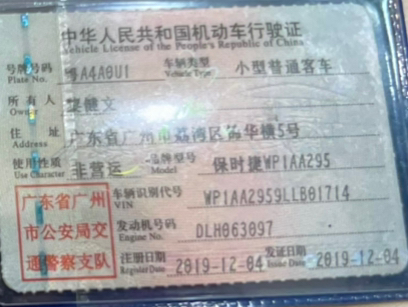 中华人民共和国机动车行驶证
Vehicle License of the People's Republic of China
号牌号码 粤A4A0U1 车辆类型 小型普通客车
Plate No. Vehicle Type
所有人 健文
Owner
住址 广东省广州市荔湾区 华横5号
Address
使用性质 非营运 品牌型号 保时捷WP1AA295
Use Character Model
广东省广州 车辆识别代号 WP1AA2959LLB01714
VIN
市公安局交 发动机号码 DLH063097
Engine No.
通警察支队 注册日期 2019-12-04 发证日期 2019-12-04
Register Date Issue Date